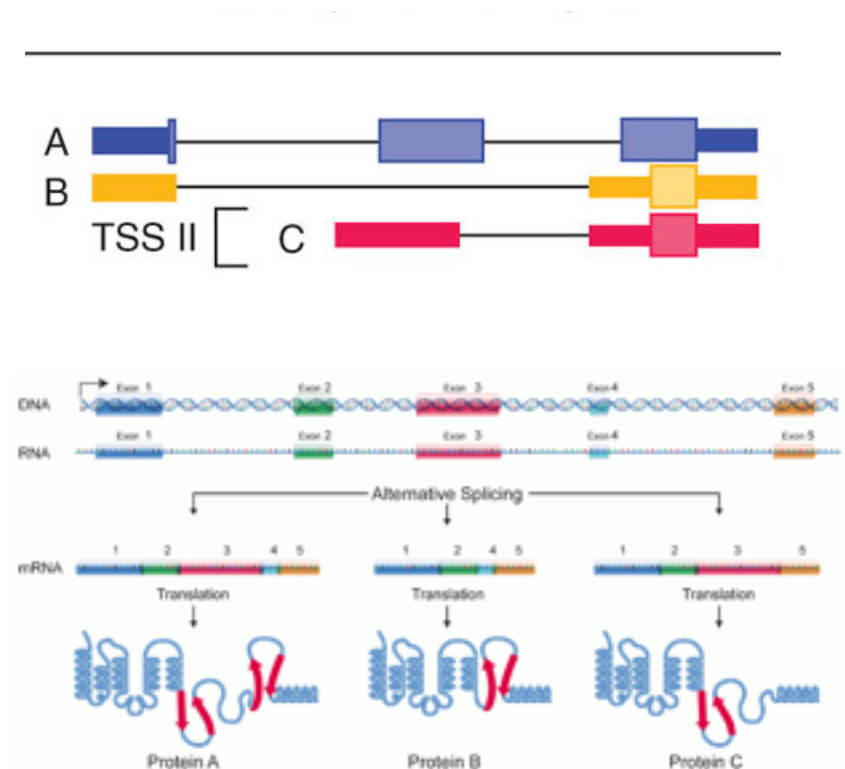 A
B
TSS II C
Exon 1 Exon 2 Exon 3 Exon 4 Exon 5
DNA
Exon 1 Exon 2 Exon 3 Exon 4 Exon 5
RNA
Alternative Splicing
1 2 3 4 5 1 2 4 5 1 2 3 5
mRNA
Translation Translation Translation
Protein A Protein B Protein C